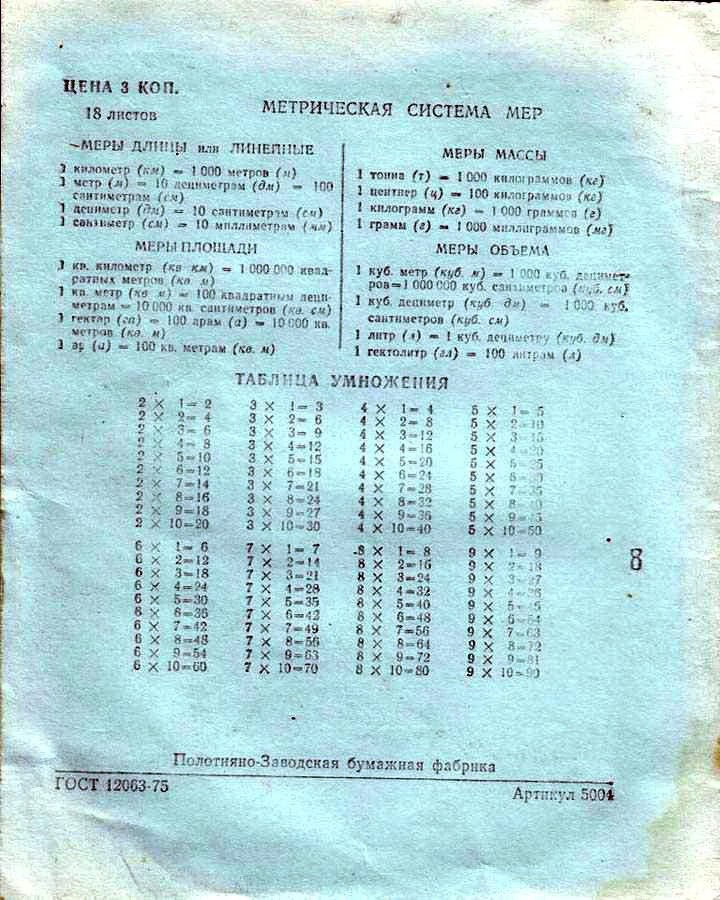 ЦЕНА 3 КОП.
18 листов
МЕТРИЧЕСКАЯ СИСТЕМА МЕР
МЕРЫ ДЛИНЫ или ЛИНЕЙНЫЕ
1 километр (км) = 1 000 метров (м)
1 метр (м) = 10 дециметрам (дм) = 100
сантиметрам (см)
1 дециметр (дм) = 10 сантиметрам (см)
1 сантиметр (см) = 10 миллиметрам (мм)
МЕРЫ ПЛОЩАДИ
1 кв. километр (кв км) = 1 000 000 квад-
ратных метров (кв. м)
1 кв. метр (кв м) = 100 квадратным деци-
метрам = 10 000 кв. сантиметров (кв. см)
1 гектар (га) = 100 арам (а) = 10 000 кв.
метров (кв. м)
1 ар (а) = 100 кв. метрам (кв. м)
МЕРЫ МАССЫ
1 тонна (т) = 1 000 килограммов (кг)
1 центнер (ц) = 100 килограммов (кг)
1 килограмм (кг) = 1 000 граммов (г)
1 грамм (г) = 1 000 миллиграммов (мг)
МЕРЫ ОБЪЕМА
1 куб. метр (куб. м) = 1 000 куб. дециметров
ров=1 000 000 куб. сантиметров (куб. см)
1 куб. дециметр (куб дм) = 1 000 куб.
сантиметров (куб. см)
1 литр (л) = 1 куб. дециметру (куб. дм)
1 гектолитр (гл) = 100 литрам (л)
ТАБЛИЦА УМНОЖЕНИЯ
2 × 1= 2 3 × 1= 3 4 × 1= 4 5 × 1= 5
2 × 2= 4 3 × 2= 6 4 × 2= 8 5 × 2=10
2 × 3= 6 3 × 3= 9 4 × 3=12 5 × 3=15
2 × 4= 8 3 × 4=12 4 × 4=16 5 × 4=20
2 × 5=10 3 × 5=15 4 × 5=20 5 × 5=25
2 × 6=12 3 × 6=18 4 × 6=24 5 × 6=30
2 × 7=14 3 × 7=21 4 × 7=28 5 × 7=35
2 × 8=16 3 × 8=24 4 × 8=32 5 × 8=40
2 × 9=18 3 × 9=27 4 × 9=36 5 × 9=45
2 × 10=20 3 × 10=30 4 × 10=40 5 × 10=50
6 × 1= 6 7 × 1= 7 8 × 1= 8 9 × 1= 9
6 × 2=12 7 × 2=14 8 × 2=16 9 × 2=18
6 × 3=18 7 × 3=21 8 × 3=24 9 × 3=27
6 × 4=24 7 × 4=28 8 × 4=32 9 × 4=36
6 × 5=30 7 × 5=35 8 × 5=40 9 × 5=45
6 × 6=36 7 × 6=42 8 × 6=48 9 × 6=54
6 × 7=42 7 × 7=49 8 × 7=56 9 × 7=63
6 × 8=48 7 × 8=56 8 × 8=64 9 × 8=72
6 × 9=54 7 × 9=63 8 × 9=72 9 × 9=81
6 × 10=60 7 × 10=70 8 × 10=80 9 × 10=90
8
Полотняно-Заводская бумажная фабрика
ГОСТ 12063-75
Артикул 5004